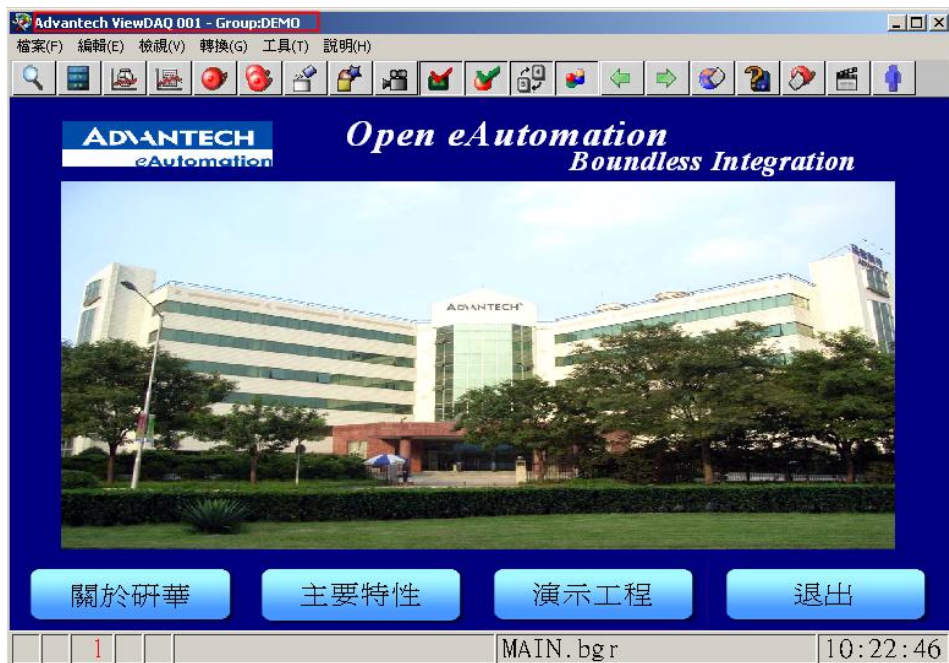 Advantech ViewDAQ 001 - Group:DEMO
檔案(F) 編輯(E) 檢視(V) 轉換(G) 工具(T) 說明(H)
ADVANTECH
eAutomation
Open eAutomation
Boundless Integration
ADVANTECH
關於研華 主要特性 演示工程 退出
1 MAIN.bgr 10:22:46